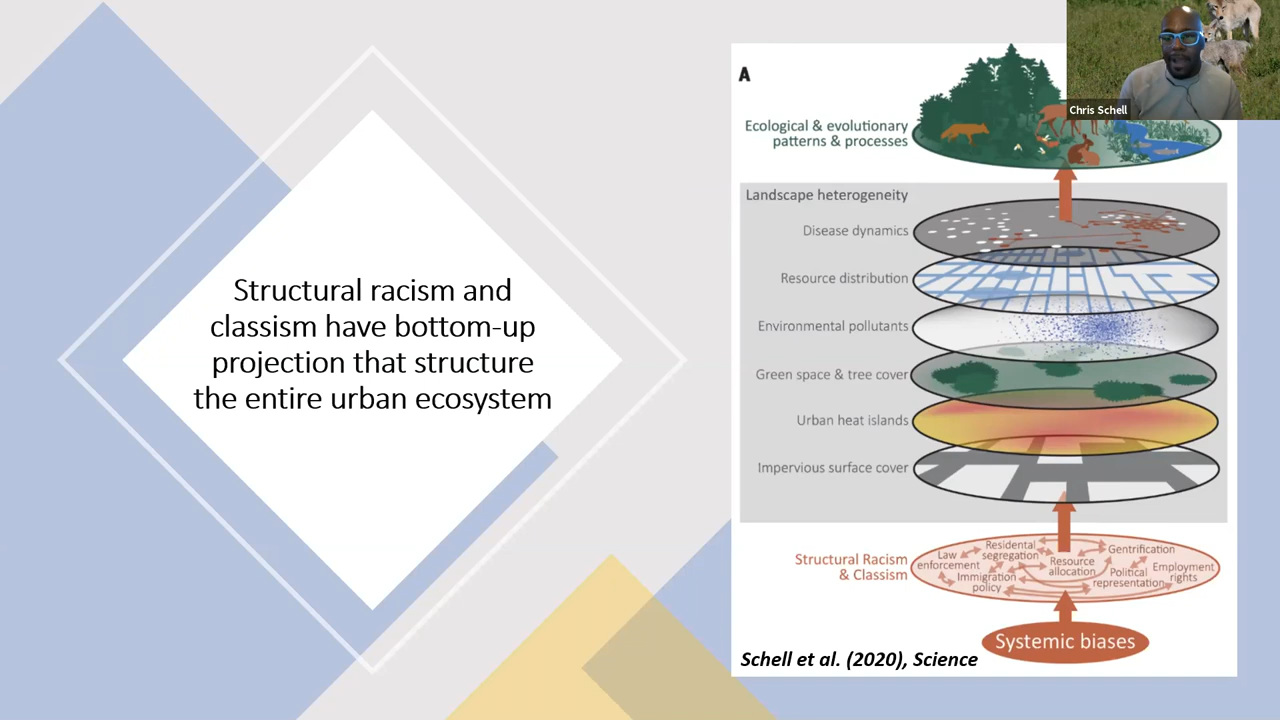 Structural racism and
classism have bottom-up
projection that structure
the entire urban ecosystem
A
Ecological & evolutionary
patterns & processes
Landscape heterogeneity
Disease dynamics
Resource distribution
Environmental pollutants
Green space & tree cover
Urban heat islands
Impervious surface cover
Structural Racism
& Classism
Law
enforcement
Residential
segregation
Immigration
policy
Resource
allocation
Gentrification
Political
representation
Employment
rights
Systemic biases
Schell et al. (2020), Science
Chris Schell